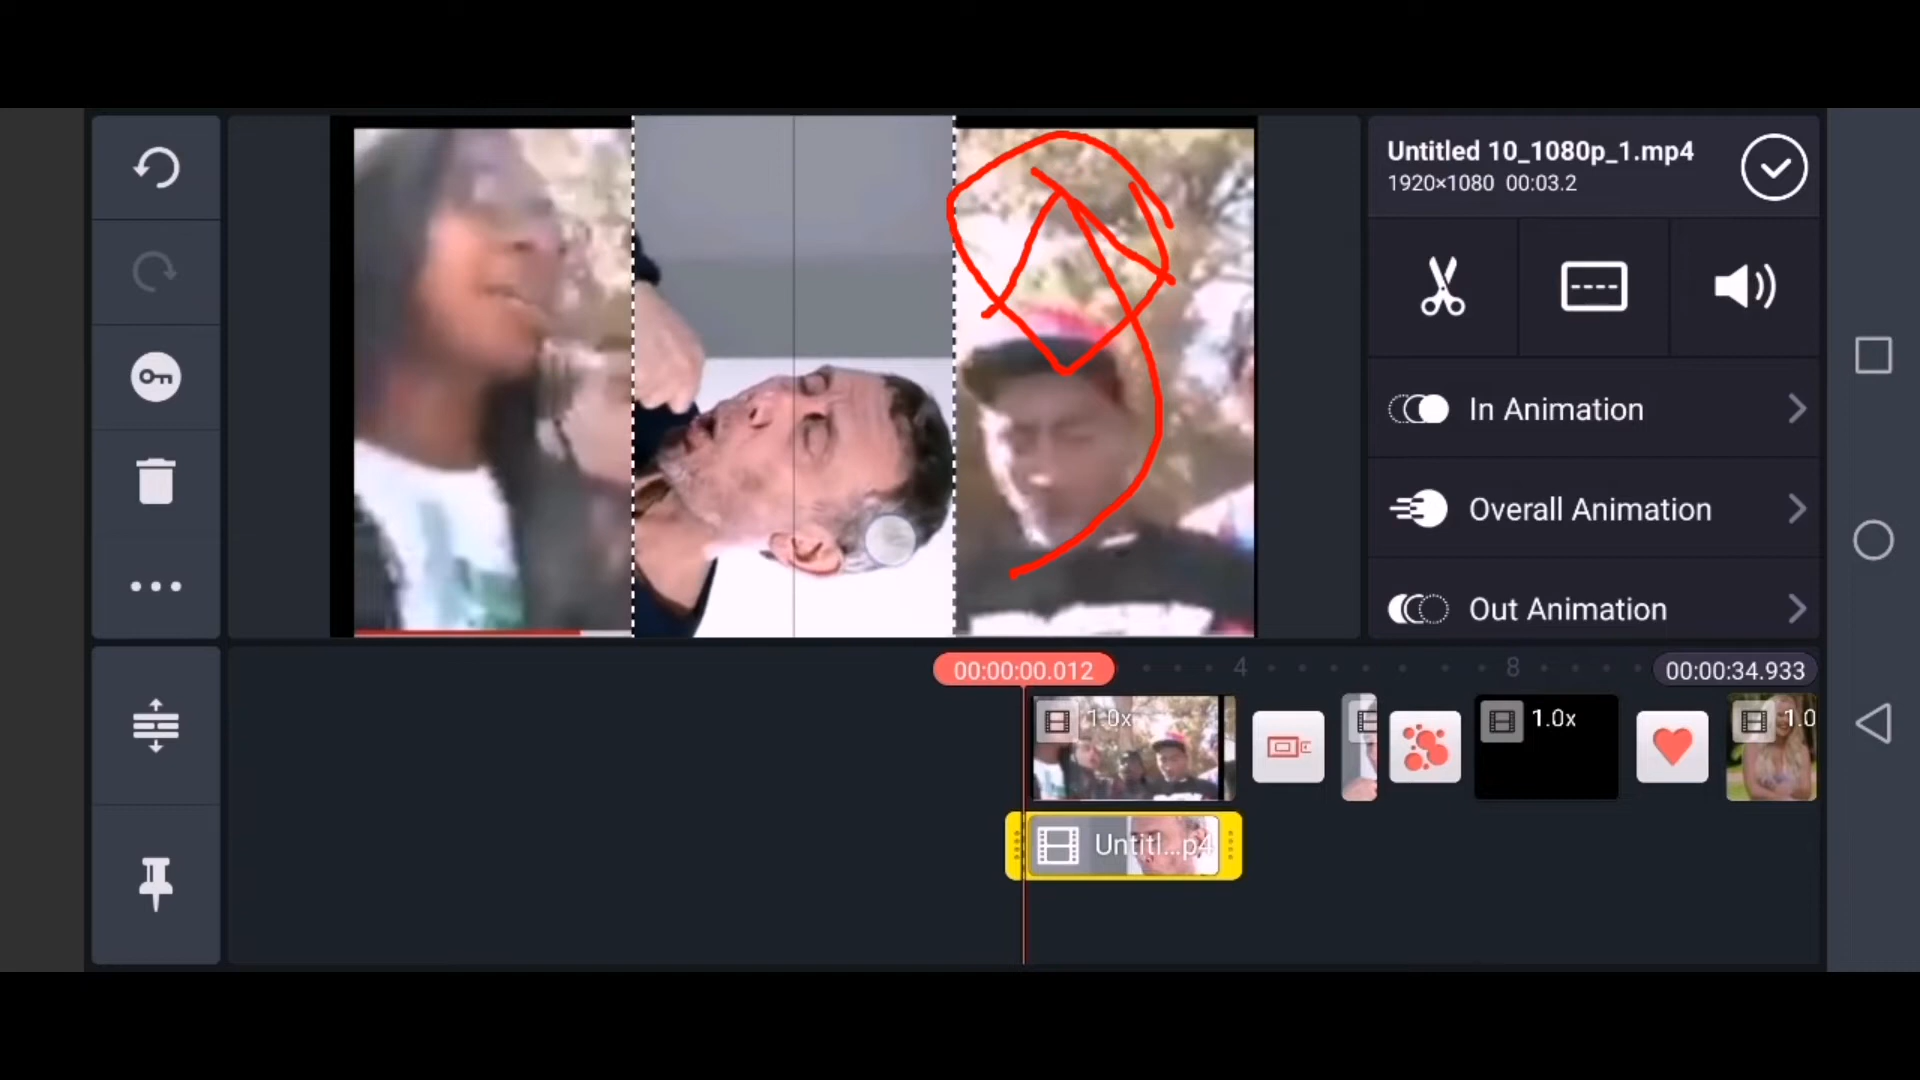 Untitled 10_1080p_1.mp4
1920×1080 00:03.2
In Animation
Overall Animation
Out Animation
00:00:00.012
4
8
00:00:34.933
1.0x
1.0x
1.0
Untitl...p4